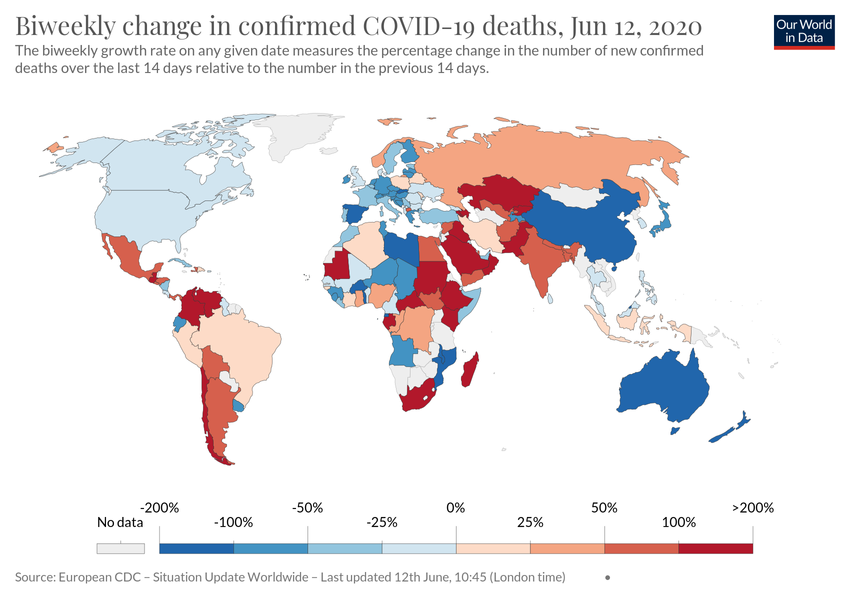 Biweekly change in confirmed COVID-19 deaths, Jun 12, 2020
Our World
in Data
The biweekly growth rate on any given date measures the percentage change in the number of new confirmed
deaths over the last 14 days relative to the number in the previous 14 days.
-200% -50% 0% 50% >200%
No data -100% -25% 25% 100%
Source: European CDC – Situation Update Worldwide – Last updated 12th June, 10:45 (London time) •